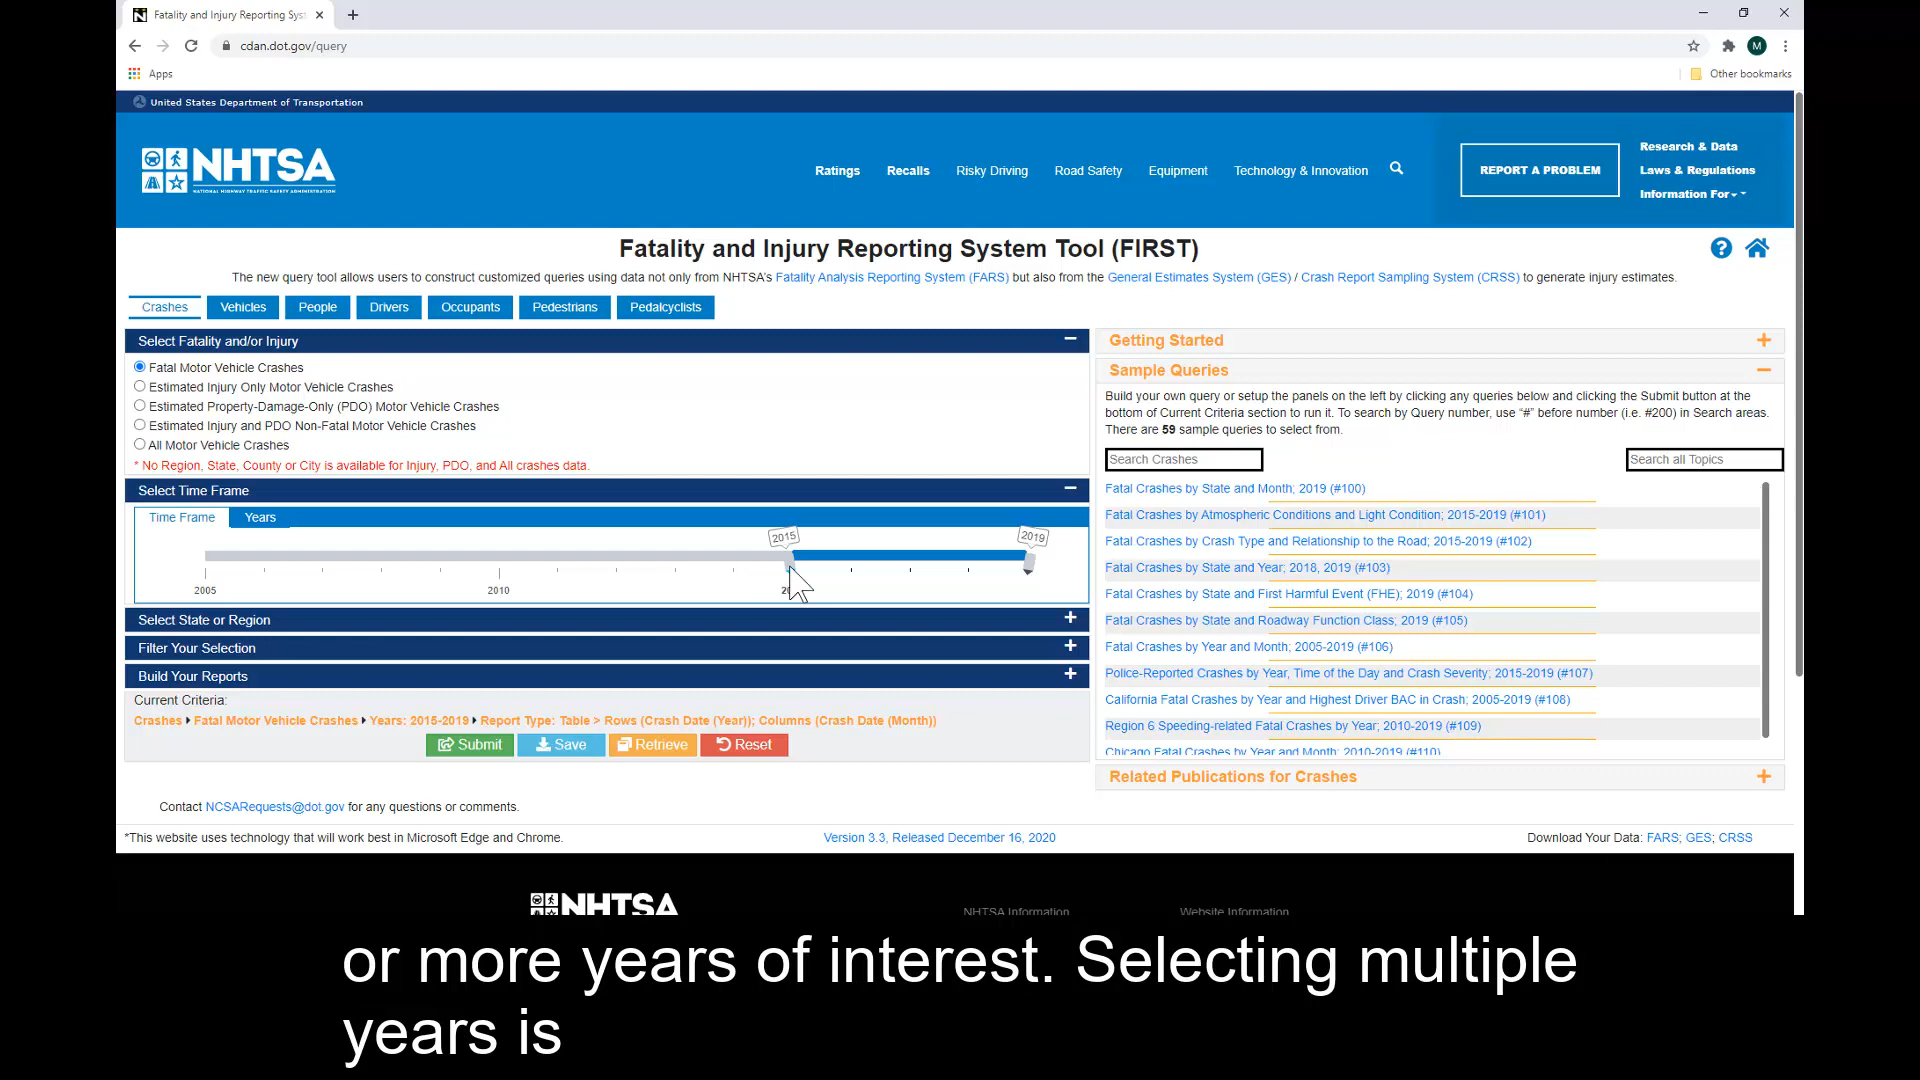 Fatality and Injury Reporting Sys
cdan.dot.gov/query
M
Apps
Other bookmarks
United States Department of Transportation
NHTSA
NATIONAL HIGHWAY TRAFFIC SAFETY ADMINISTRATION
Ratings Recalls Risky Driving Road Safety Equipment Technology & Innovation
REPORT A PROBLEM
Research & Data
Laws & Regulations
Information For
Fatality and Injury Reporting System Tool (FIRST)
The new query tool allows users to construct customized queries using data not only from NHTSA's Fatality Analysis Reporting System (FARS) but also from the General Estimates System (GES) / Crash Report Sampling System (CRSS) to generate injury estimates.
Crashes Vehicles People Drivers Occupants Pedestrians Pedalcyclists
Select Fatality and/or Injury
Fatal Motor Vehicle Crashes
Estimated Injury Only Motor Vehicle Crashes
Estimated Property-Damage-Only (PDO) Motor Vehicle Crashes
Estimated Injury and PDO Non-Fatal Motor Vehicle Crashes
All Motor Vehicle Crashes
* No Region, State, County or City is available for Injury, PDO, and All crashes data.
Select Time Frame
Time Frame Years
2015 2019
2005 2010
Select State or Region
Filter Your Selection
Build Your Reports
Current Criteria:
Crashes Fatal Motor Vehicle Crashes Years: 2015-2019 Report Type: Table > Rows (Crash Date (Year)); Columns (Crash Date (Month))
Submit Save Retrieve Reset
Getting Started
Sample Queries
Build your own query or setup the panels on the left by clicking any queries below and clicking the Submit button at the
bottom of Current Criteria section to run it. To search by Query number, use "#" before number (i.e. #200) in Search areas.
There are 59 sample queries to select from.
Search Crashes Search all Topics
Fatal Crashes by State and Month; 2019 (#100)
Fatal Crashes by Atmospheric Conditions and Light Condition; 2015-2019 (#101)
Fatal Crashes by Crash Type and Relationship to the Road; 2015-2019 (#102)
Fatal Crashes by State and Year; 2018, 2019 (#103)
Fatal Crashes by State and First Harmful Event (FHE); 2019 (#104)
Fatal Crashes by State and Roadway Function Class; 2019 (#105)
Fatal Crashes by Year and Month; 2005-2019 (#106)
Police-Reported Crashes by Year, Time of the Day and Crash Severity; 2015-2019 (#107)
California Fatal Crashes by Year and Highest Driver BAC in Crash; 2005-2019 (#108)
Region 6 Speeding-related Fatal Crashes by Year; 2010-2019 (#109)
Chicago Fatal Crashes by Year and Month; 2010-2019 (#110)
Related Publications for Crashes
Contact NCSARequests@dot.gov for any questions or comments.
*This website uses technology that will work best in Microsoft Edge and Chrome.
Version 3.3, Released December 16, 2020
Download Your Data: FARS; GES; CRSS
NHTSA
NHTSA Information Website Information
or more years of interest. Selecting multiple
years is